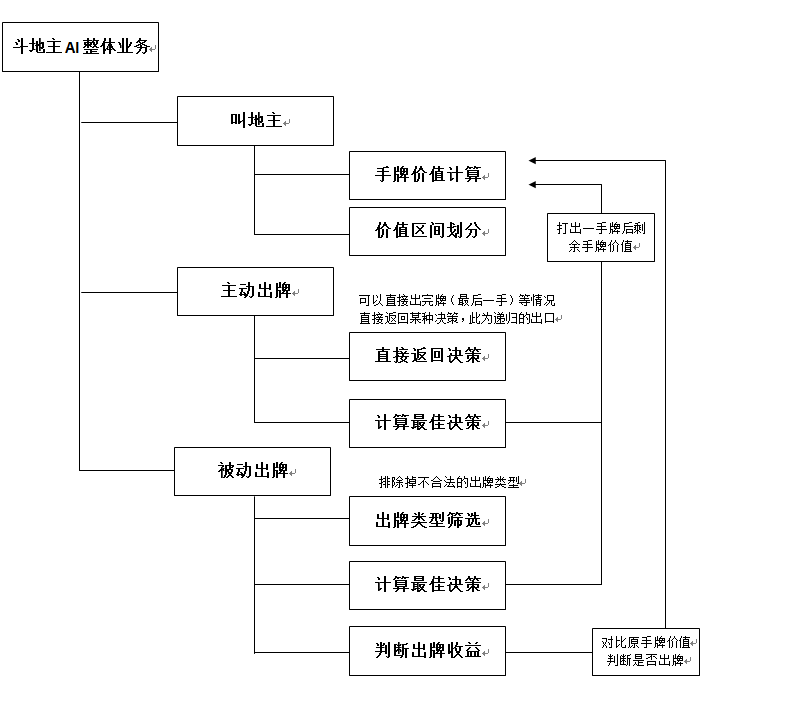 斗地主 AI 整体业务
叫地主
手牌价值计算
价值区间划分
打出一手牌后剩
余手牌价值
主动出牌
可以直接出完牌（最后一手）等情况
直接返回某种决策，此为递归的出口
直接返回决策
计算最佳决策
被动出牌
排除掉不合法的出牌类型
出牌类型筛选
计算最佳决策
判断出牌收益
对比原手牌价值
判断是否出牌